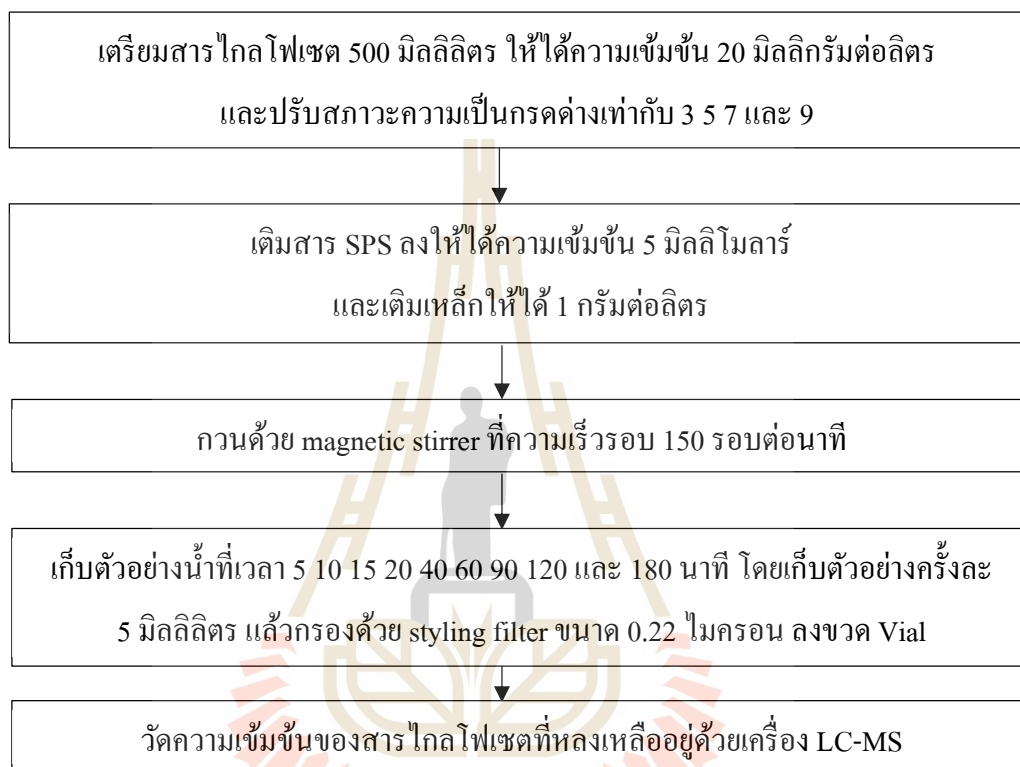 เตรียมสารไกลโฟเซต 500 มิลลิลิตร ให้ได้ความเข้มข้น 20 มิลลิกรัมต่อลิตร
และปรับสภาวะความเป็นกรดด่างเท่ากับ 3 5 7 และ 9
เติมสาร SPS ลงให้ได้ความเข้มข้น 5 มิลลิโมลาร์
และเติมเหล็กให้ได้ 1 กรัมต่อลิตร
กวนด้วย magnetic stirrer ที่ความเร็วรอบ 150 รอบต่อนาที
เก็บตัวอย่างน้ำที่เวลา 5 10 15 20 40 60 90 120 และ 180 นาที โดยเก็บตัวอย่างครั้งละ
5 มิลลิลิตร แล้วกรองด้วย styling filter ขนาด 0.22 ไมครอน ลงขวด Vial
วัดความเข้มข้นของสารไกลโฟเซตที่หลงเหลืออยู่ด้วยเครื่อง LC-MS